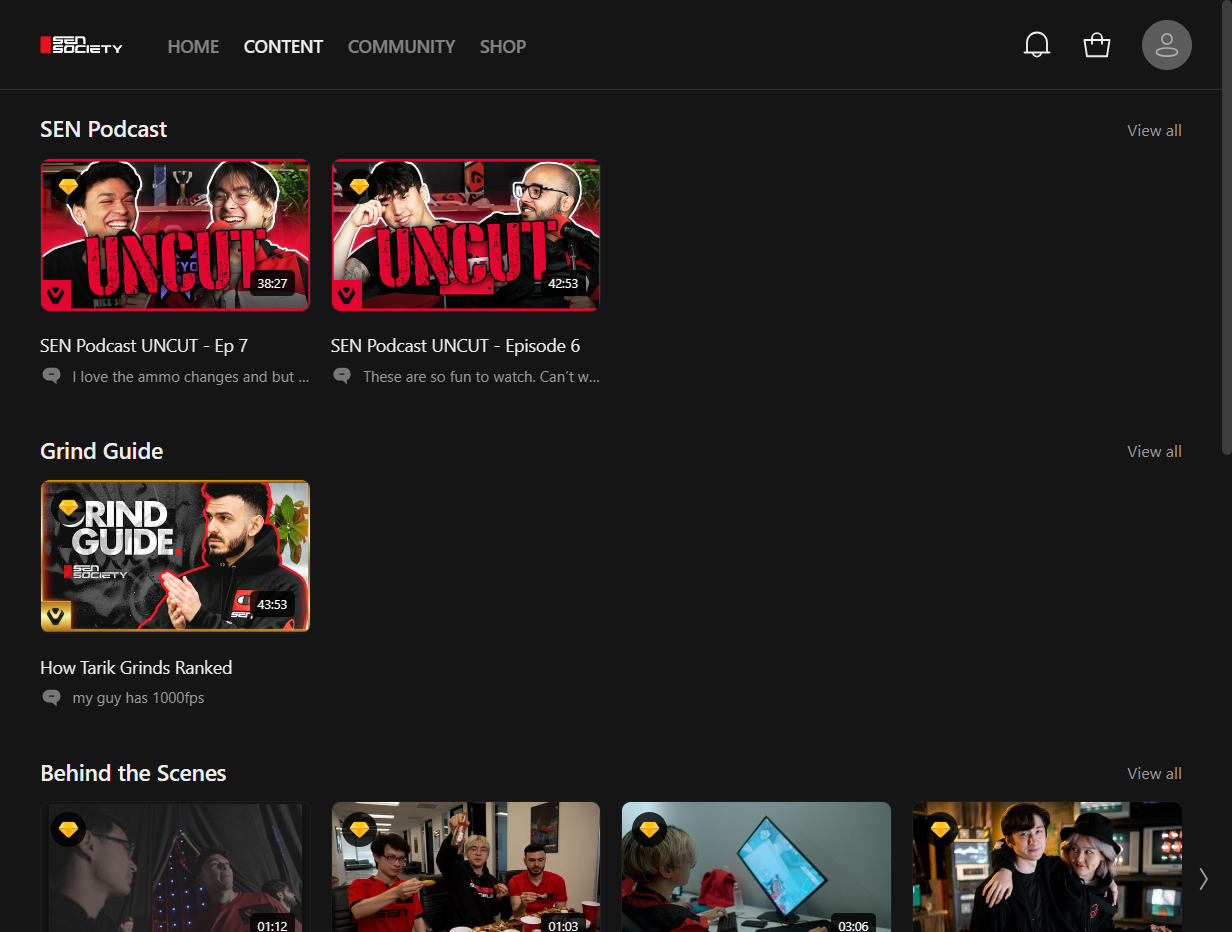 SEN
SOCIETY
HOME
CONTENT
COMMUNITY
SHOP
SEN Podcast
View all
UNCUT
38:27
UNCUT
42:53
SEN Podcast UNCUT - Ep 7
SEN Podcast UNCUT - Episode 6
I love the ammo changes and but ...
These are so fun to watch. Can’t w...
Grind Guide
View all
GRIND
GUIDE.
SEN
SOCIETY
43:53
How Tarik Grinds Ranked
my guy has 1000fps
Behind the Scenes
View all
01:12
01:03
03:06